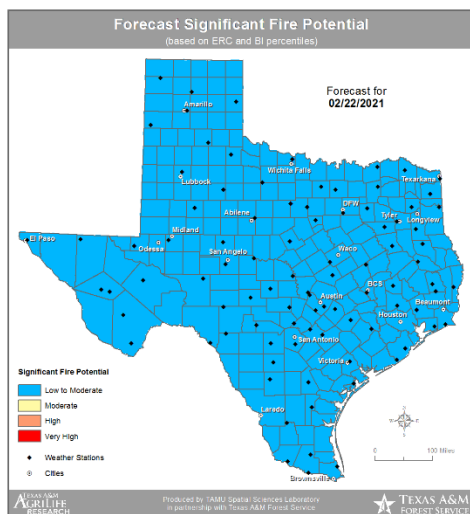 Forecast Significant Fire Potential
(based on ERC and BI percentiles)
Forecast for
02/22/2021
Amarillo
Lubbock
Wichita Falls
Texarkana
DFW
Tyler
Longview
Abilene
Midland
Odessa
El Paso
San Angelo
Waco
BCS
Austin
Beaumont
Houston
San Antonio
Victoria
Laredo
Brownsville
Significant Fire Potential
Low to Moderate
Moderate
High
Very High
Weather Stations
Cities
0 100 Miles
TEXAS A&M
AGRILIFE
RESEARCH
Produced by TAMU Spatial Sciences Laboratory
in partnership with Texas A&M Forest Service
TEXAS A&M
FOREST SERVICE